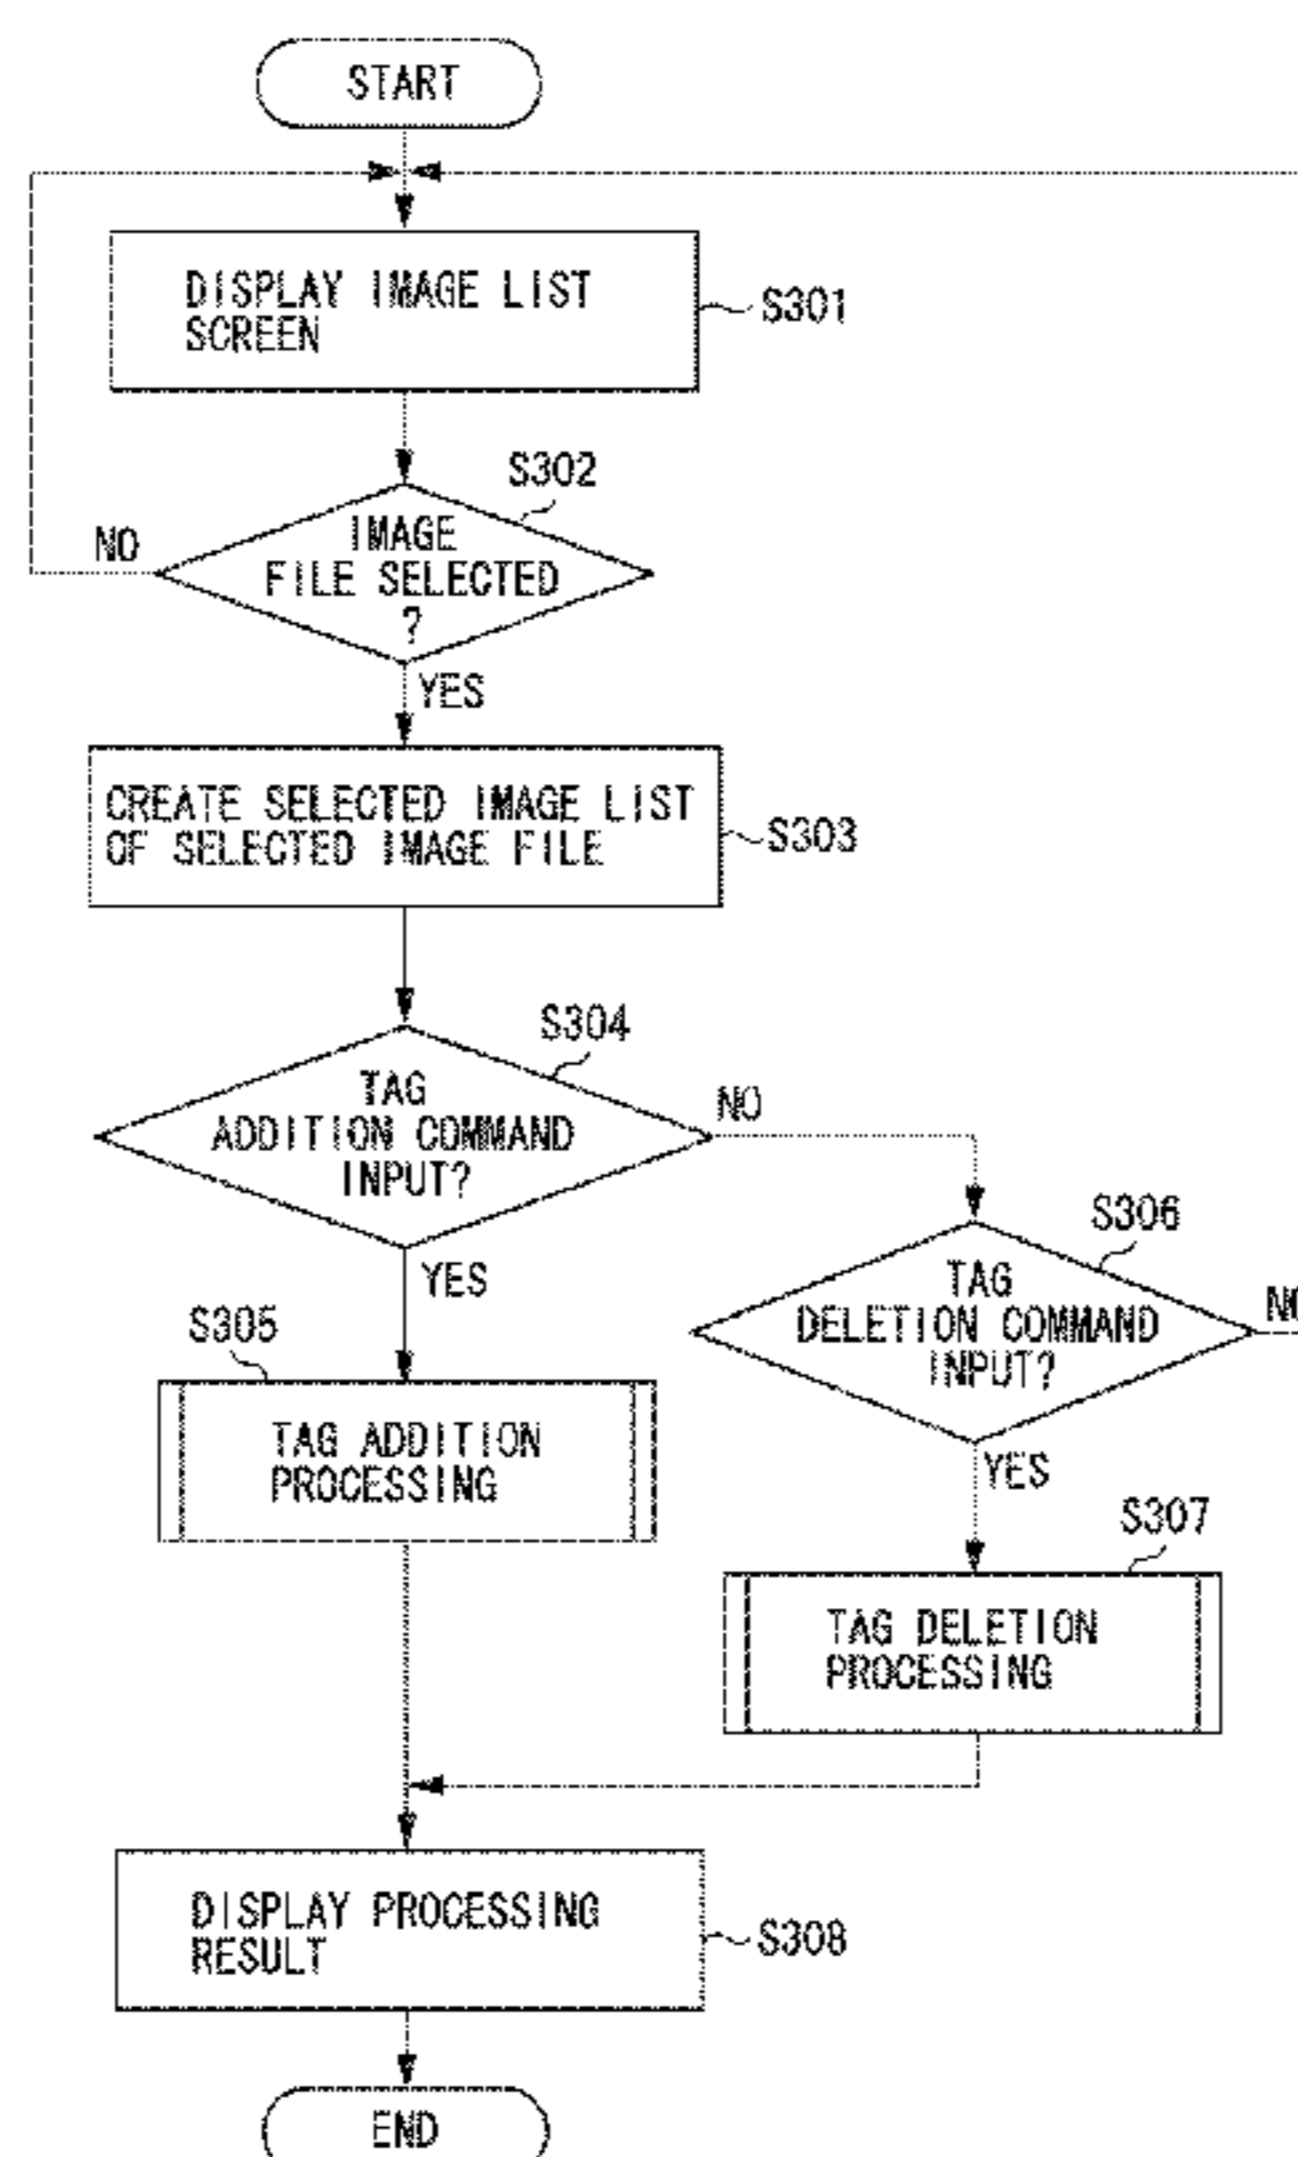 START
DISPLAY IMAGE LIST
SCREEN
S301
S302
IMAGE
FILE SELECTED
?
NO
YES
CREATE SELECTED IMAGE LIST
OF SELECTED IMAGE FILE
S303
S304
TAG
ADDITION COMMAND
INPUT?
NO
YES
S306
TAG
DELETION COMMAND
INPUT?
NO
YES
S305
TAG ADDITION
PROCESSING
S307
TAG DELETION
PROCESSING
DISPLAY PROCESSING
RESULT
S308
END